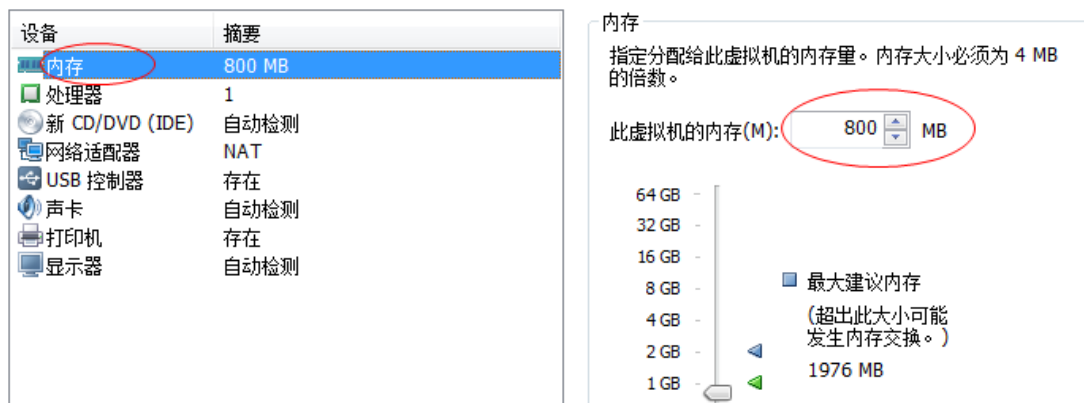 设备 摘要
内存 800 MB
处理器 1
新 CD/DVD (IDE) 自动检测
网络适配器 NAT
USB 控制器 存在
声卡 自动检测
打印机 存在
显示器 自动检测
内存
指定分配给此虚拟机的内存量。内存大小必须为 4 MB
的倍数。
此虚拟机的内存(M): 800 MB
64 GB
32 GB
16 GB
8 GB
4 GB
2 GB
1 GB
最大建议内存
(超出此大小可能
发生内存交换。)
1976 MB